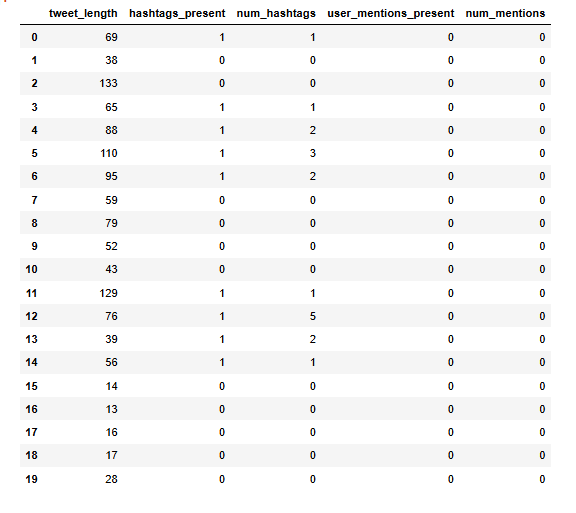 tweet_length hashtags_present num_hashtags user_mentions_present num_mentions
0 69 1 1 0 0
1 38 0 0 0 0
2 133 0 0 0 0
3 65 1 1 0 0
4 88 1 2 0 0
5 110 1 3 0 0
6 95 1 2 0 0
7 59 0 0 0 0
8 79 0 0 0 0
9 52 0 0 0 0
10 43 0 0 0 0
11 129 1 1 0 0
12 76 1 5 0 0
13 39 1 2 0 0
14 56 1 1 0 0
15 14 0 0 0 0
16 13 0 0 0 0
17 16 0 0 0 0
18 17 0 0 0 0
19 28 0 0 0 0